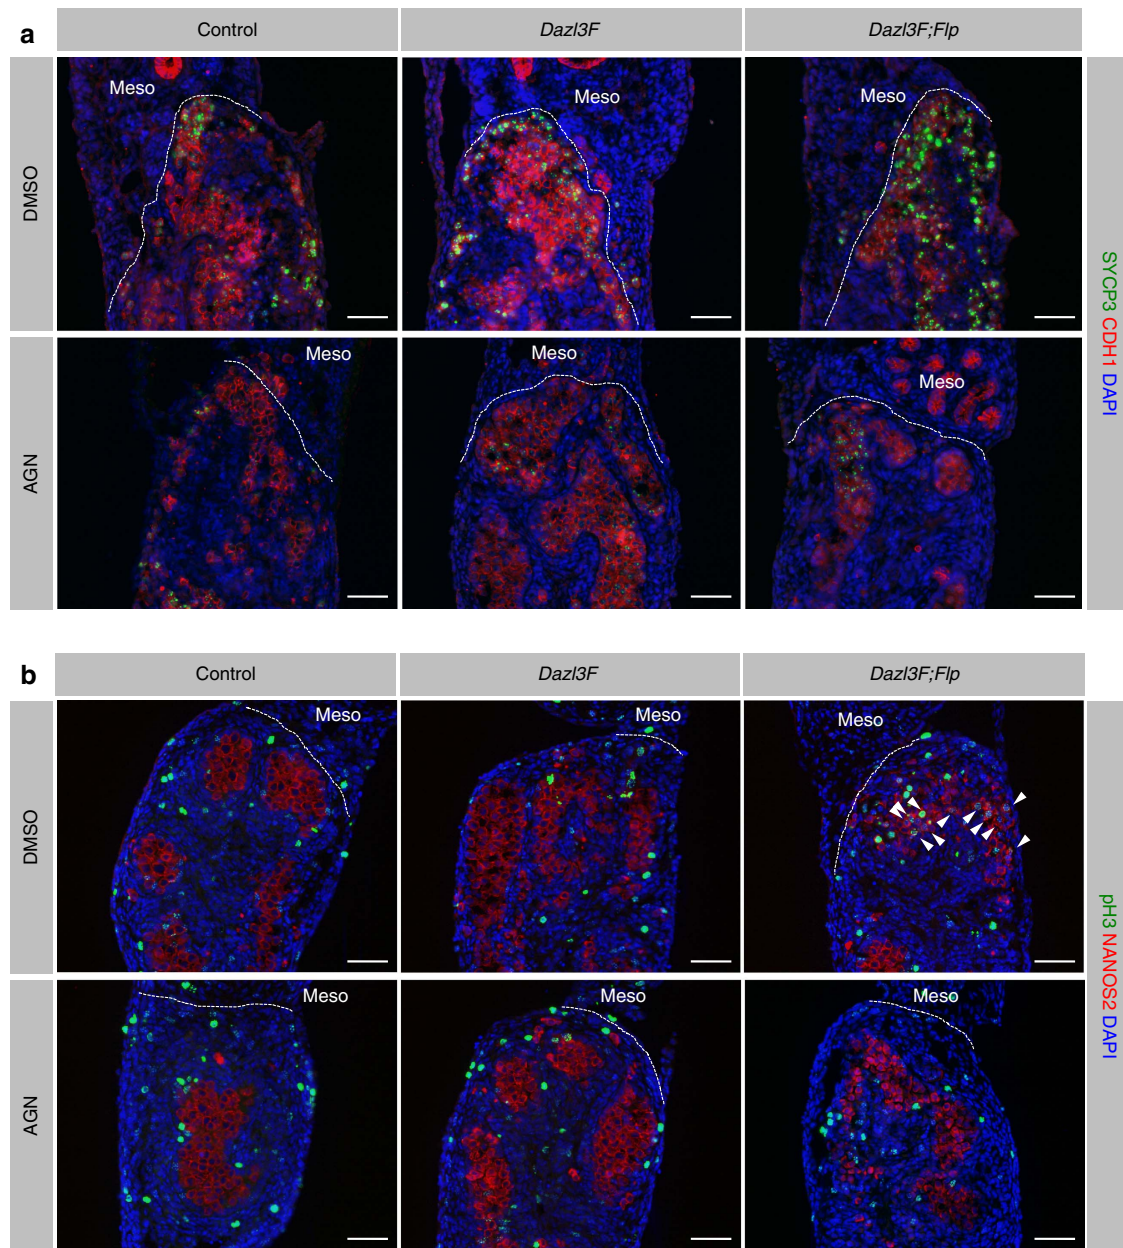 a
Control
Dazl3F
Dazl3F;Flp
DMSO
Meso
Meso
Meso
AGN
Meso
Meso
Meso
SYCP3 CDH1 DAPI
b
Control
Dazl3F
Dazl3F;Flp
DMSO
Meso
Meso
Meso
AGN
Meso
Meso
Meso
pH3 NANOS2 DAPI